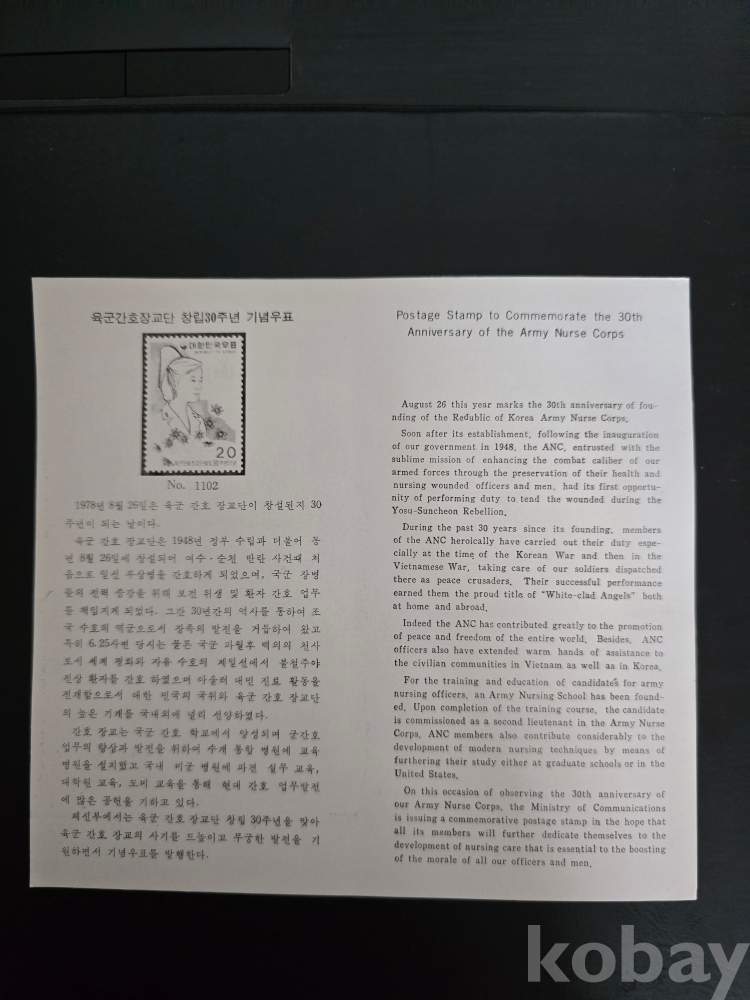 육군간호장교단 창립30주년 기념우표
대한민국우표
REPUBLIC OF KOREA
20
No. 1102
1978년 8월 26일은 육군 간호 장교단이 창설된지 30
주년이 되는 날이다.
육군 간호 장교단은 1948년 정부 수립과 더불어 동
년 8월 26일에 창설되어 여수·순천 반란 사건때 처
음으로 일선 부상병을 간호하게 되었으며, 국군 장병
들의 전력 증강을 위해 보건 위생 및 환자 간호 업무
를 책임지게 되었다. 그간 30년간의 역사를 통하여 조
국 수호의 역군으로서 장족의 발전을 거듭하여 왔고
특히 6.25사변 당시는 물론 국군 파월후 백의의 천사
로서 세계 평화와 자유 수호의 제일선에서 불철주야
전상 환자를 간호 하였으며 아울러 대민 진료 활동을
전개함으로서 대한 민국의 국위와 육군 간호 장교단
의 높은 기개를 국내외에 널리 선양하였다.
간호 장교는 국군 간호 학교에서 양성되며 군간호
업무의 향상과 발전을 위하여 수개 통합 병원에 교육
병원을 설치했고 국내 미군 병원에 파견 실무 교육,
대학원 교육, 도미 교육을 통해 현대 간호 업무발전
에 많은 공헌을 기하고 있다.
체신부에서는 육군 간호 장교단 창립 30주년을 맞아
육군 간호 장교의 사기를 드높이고 무궁한 발전을 기
원하면서 기념우표를 발행한다.
Postage Stamp to Commemorate the 30th
Anniversary of the Army Nurse Corps
August 26 this year marks the 30th anniversary of fou-
nding of the Redublic of Korea Army Nurse Corps.
Soon after its establishment, following the inauguration
of our government in 1948, the ANC, entrusted with the
sublime mission of enhancing the combat caliber of our
armed forces through the preservation of their health and
nursing wounded officers and men, had its first opportu-
nity of performing duty to tend the wounded during the
Yosu-Suncheon Rebellion.
During the past 30 years since its founding, members
of the ANC heroically have carried out their duty espe-
cially at the time of the Korean War and then in the
Vietnamese War, taking care of our soldiers dispatched
there as peace crusaders. Their successful performance
earned them the proud title of "White-clad Angels" both
at home and abroad.
Indeed the ANC has contributed greatly to the promotion
of peace and freedom of the entire world. Besides, ANC
officers also have extended warm hands of assistance to
the civilian communities in Vietnam as well as in Korea.
For the training and education of candidates for army
nursing officers, an Army Nursing School has been found-
ed. Upon completion of the training course, the candidate
is commissioned as a second lieutenant in the Army Nurse
Corps. ANC members also contribute considerably to the
development of modern nursing techniques by means of
furthering their study either at graduate schools or in the
United States.
On this occasion of observing the 30th anniversary of
our Army Nurse Corps, the Ministry of Communications
is issuing a commemorative postage stamp in the hope that
all its members will further dedicate themselves to the
development of nursing care that is essential to the boosting
of the morale of all our officers and men.
kobay